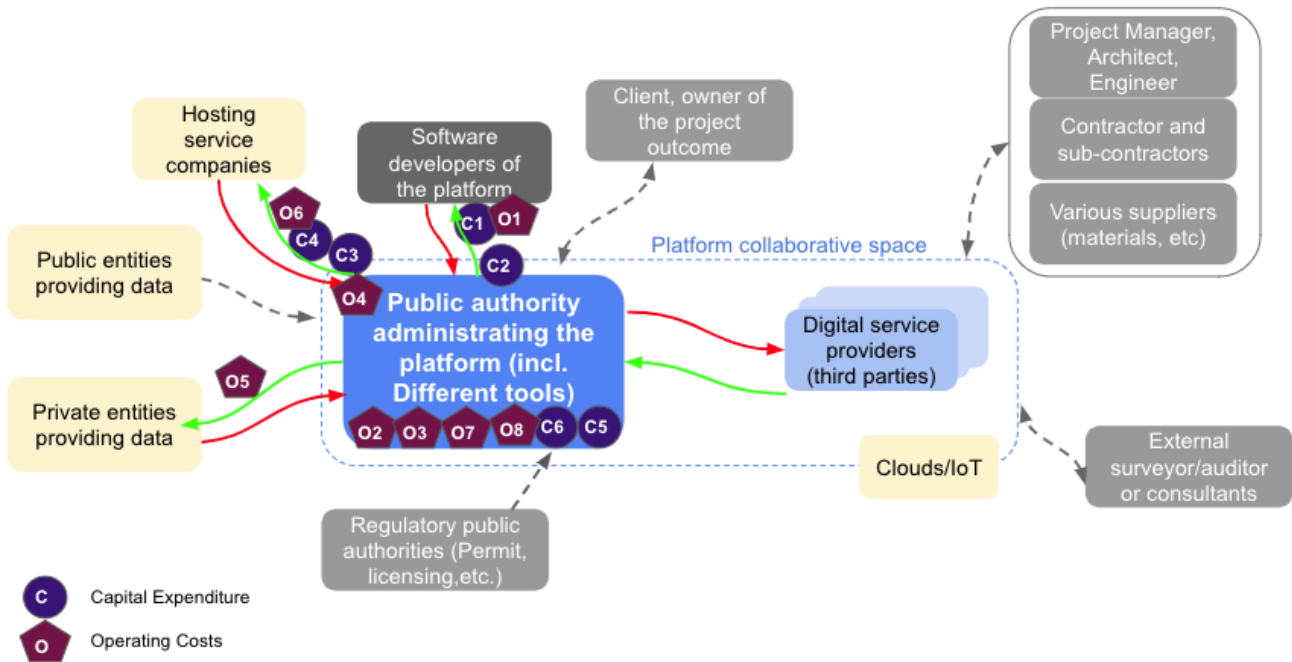 Project Manager,
Architect,
Engineer
Contractor and
sub-contractors
Various suppliers
(materials, etc)
Client, owner of
the project
outcome
Hosting
service
companies
Software
developers of
the platform
O6
C4
C3
O4
C1
O1
C2
Platform collaborative space
Public entities
providing data
Public authority
administrating the
platform (incl.
Different tools)
Digital service
providers
(third parties)
O5
Private entities
providing data
O2
O3
O7
O8
C6
C5
Clouds/IoT
External
surveyor/auditor
or consultants
Regulatory public
authorities (Permit,
licensing,etc.)
C
Capital Expenditure
O
Operating Costs